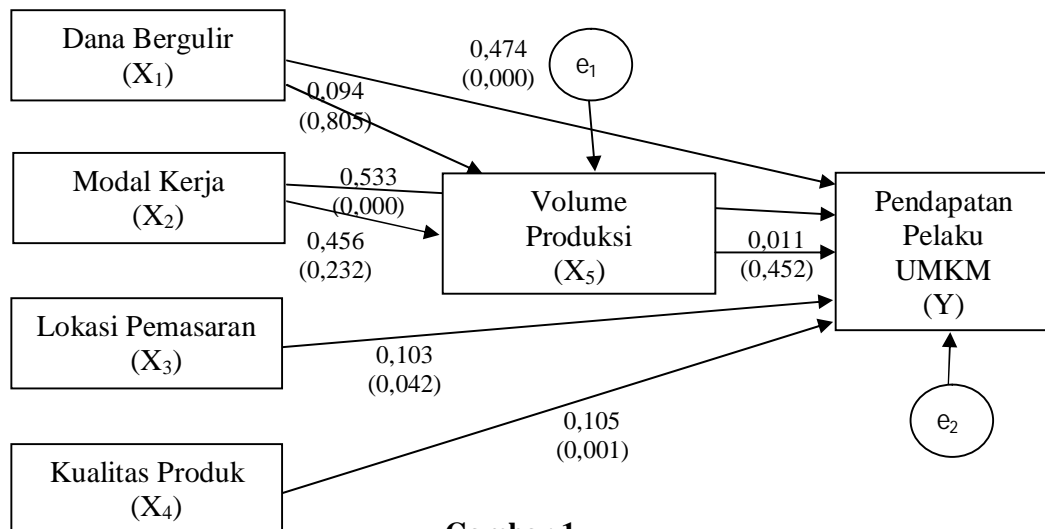 Dana Bergulir
(X1)
0,474
(0,000)
e1
0,094
(0,805)
Modal Kerja
(X2)
0,533
(0,000)
0,456
(0,232)
Volume
Produksi
(X5)
0,011
(0,452)
Pendapatan
Pelaku
UMKM
(Y)
Lokasi Pemasaran
(X3)
0,103
(0,042)
Kualitas Produk
(X4)
0,105
(0,001)
e2